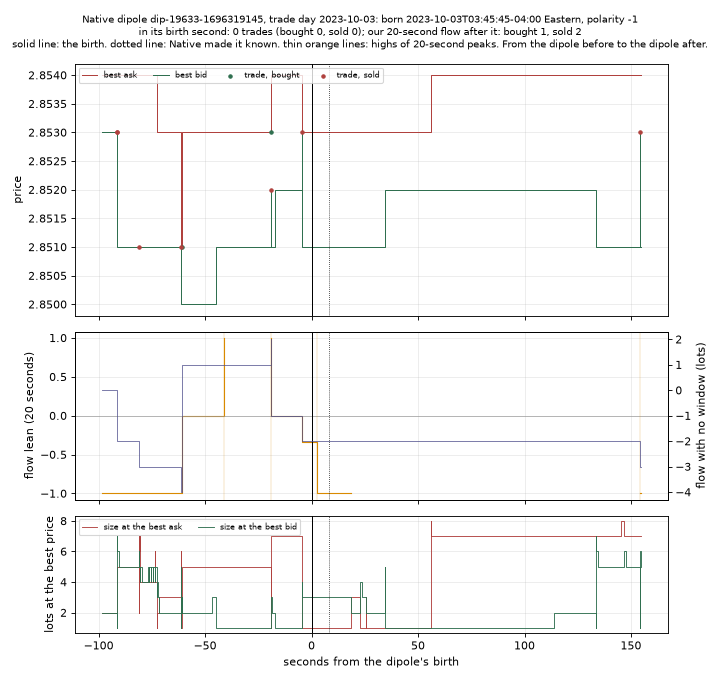 Native dipole dip-19633-1696319145, trade day 2023-10-03: born 2023-10-03T03:45:45-04:00 Eastern, polarity -1
in its birth second: 0 trades (bought 0, sold 0); our 20-second flow after it: bought 1, sold 2
solid line: the birth. dotted line: Native made it known. thin orange lines: highs of 20-second peaks. From the dipole before to the dipole after.
best ask
best bid
trade, bought
trade, sold
2.8540
2.8535
2.8530
2.8525
2.8520
2.8515
2.8510
2.8505
2.8500
price
1.0
0.5
0.0
−0.5
−1.0
flow lean (20 seconds)
2
1
0
−1
−2
−3
−4
flow with no window (lots)
size at the best ask
size at the best bid
8
6
4
2
lots at the best price
−100
−50
0
50
100
150
seconds from the dipole's birth